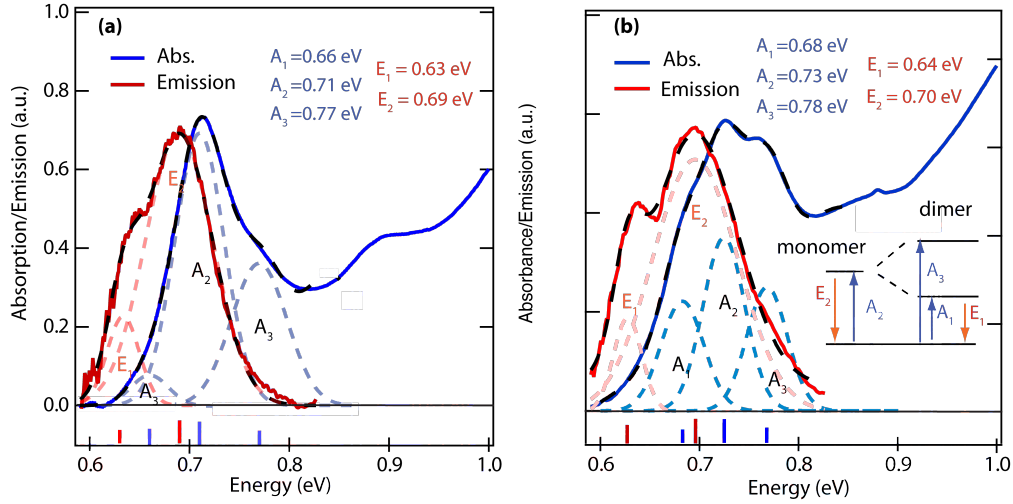 (a)
Abs.
Emission
A1 =0.66 eV
A2 =0.71 eV
A3 =0.77 eV
E1 = 0.63 eV
E2 = 0.69 eV
1.0
0.8
0.6
0.4
0.2
0.0
Absorption/Emission (a.u.)
E
E1
A2
A3
A3
0.6 0.7 0.8 0.9 1.0
Energy (eV)
(b)
Abs.
Emission
A1 =0.68 eV
A2 =0.73 eV
A3 =0.78 eV
E1 = 0.64 eV
E2 = 0.70 eV
Absorbance/Emission (a.u.)
E2
E1
A1
A2
A3
dimer
monomer
E2
A2
A3
A1
E1
0.6 0.7 0.8 0.9 1.0
Energy (eV)